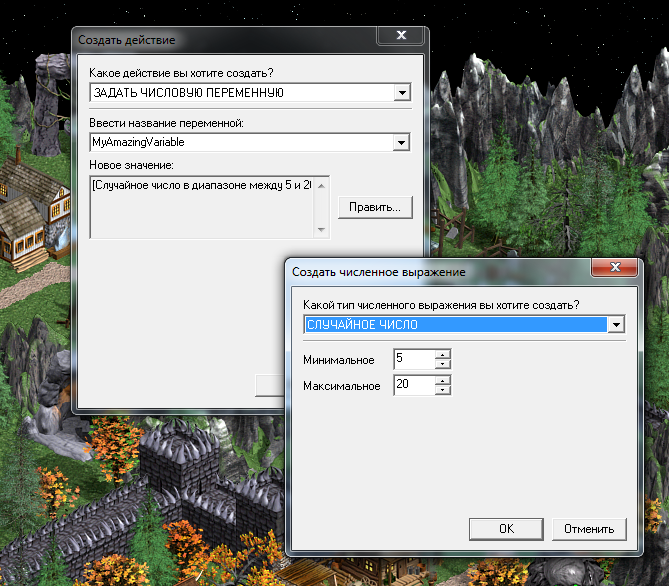 Создать действие
Какое действие вы хотите создать?
ЗАДАТЬ ЧИСЛОВУЮ ПЕРЕМЕННУЮ
Ввести название переменной:
MyAmazingVariable
Новое значение:
[Случайное число в диапазоне между 5 и 20
Править...
Создать численное выражение
Какой тип численного выражения вы хотите создать?
СЛУЧАЙНОЕ ЧИСЛО
Минимальное 5
Максимальное 20
OK Отменить